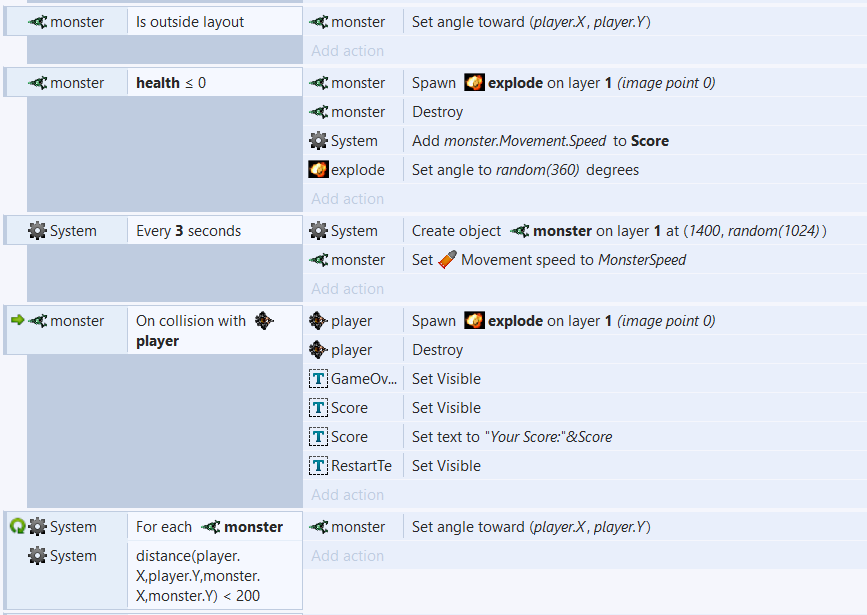 monster Is outside layout monster Set angle toward (player.X, player.Y)
Add action
monster health ≤ 0 monster Spawn explode on layer 1 (image point 0)
monster Destroy
System Add monster.Movement.Speed to Score
explode Set angle to random(360) degrees
Add action
System Every 3 seconds System Create object monster on layer 1 at (1400, random(1024))
monster Set Movement speed to MonsterSpeed
Add action
monster On collision with player player Spawn explode on layer 1 (image point 0)
player Destroy
T GameOv... Set Visible
T Score Set Visible
T Score Set text to "Your Score:"&Score
T RestartTe Set Visible
Add action
System For each monster monster Set angle toward (player.X, player.Y)
System distance(player. Add action
X,player.Y,monster.
X,monster.Y) < 200